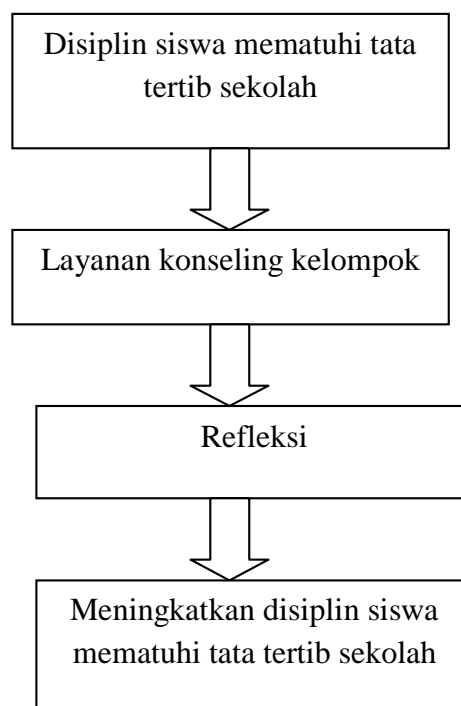 Disiplin siswa mematuhi tata
tertib sekolah
Layanan konseling kelompok
Refleksi
Meningkatkan disiplin siswa
mematuhi tata tertib sekolah